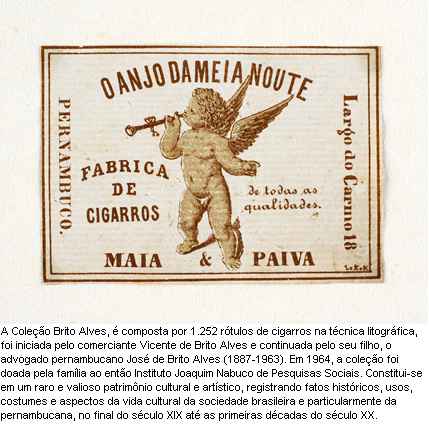 O ANJO DA MEIA NOUTE
PERNAMBUCO.
FABRICA
DE
CIGARROS
de todas as
qualidades.
Largo do Carmo 18
MAIA & PAIVA
A Coleção Brito Alves, é composta por 1.252 rótulos de cigarros na técnica litográfica,
foi iniciada pelo comerciante Vicente de Brito Alves e continuada pelo seu filho, o
advogado pernambucano José de Brito Alves (1887-1963). Em 1964, a coleção foi
doada pela família ao então Instituto Joaquim Nabuco de Pesquisas Sociais. Constitui-se
em um raro e valioso patrimônio cultural e artístico, registrando fatos históricos, usos,
costumes e aspectos da vida cultural da sociedade brasileira e particularmente da
pernambucana, no final do século XIX até as primeiras décadas do século XX.